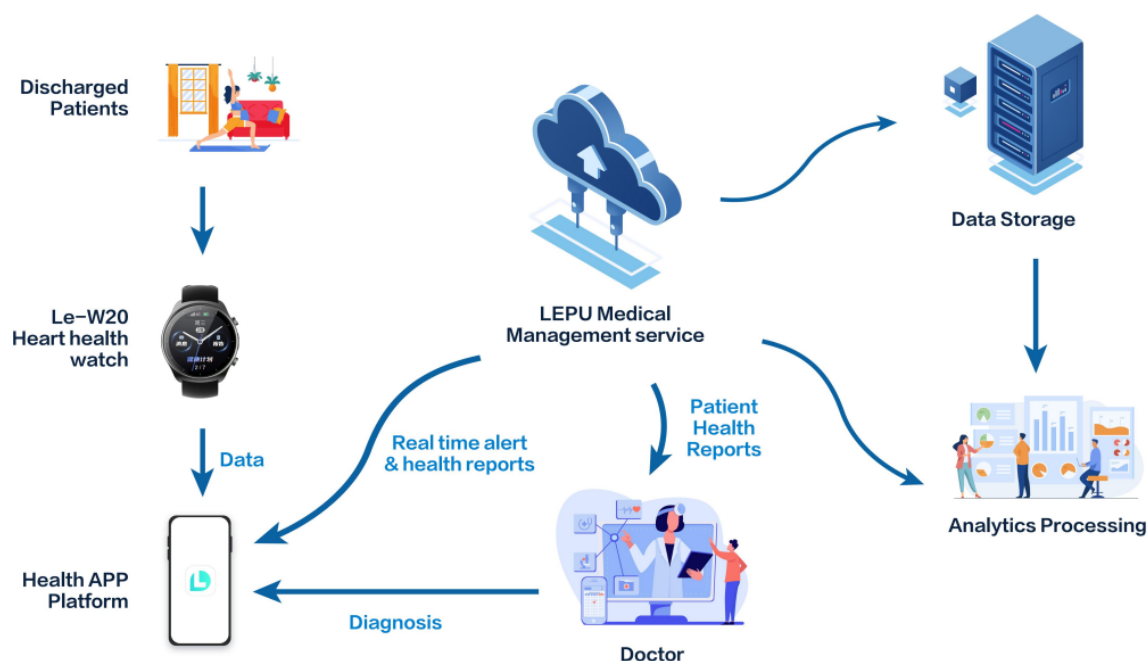 Discharged
Patients
Le-W20
Heart health
watch
Data
Health APP
Platform
LEPU Medical
Management service
Real time alert
& health reports
Patient
Health
Reports
Diagnosis
Doctor
Data Storage
Analytics Processing